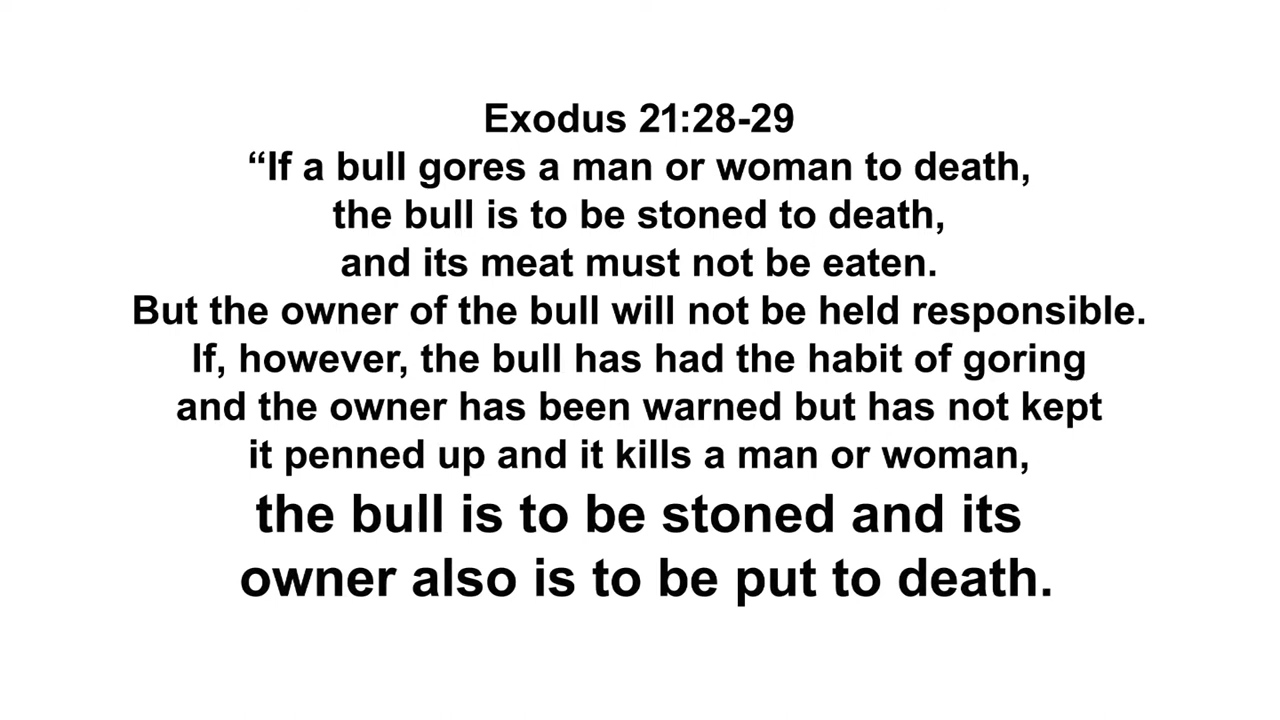 Exodus 21:28-29
“If a bull gores a man or woman to death,
the bull is to be stoned to death,
and its meat must not be eaten.
But the owner of the bull will not be held responsible.
If, however, the bull has had the habit of goring
and the owner has been warned but has not kept
it penned up and it kills a man or woman,
the bull is to be stoned and its
owner also is to be put to death.